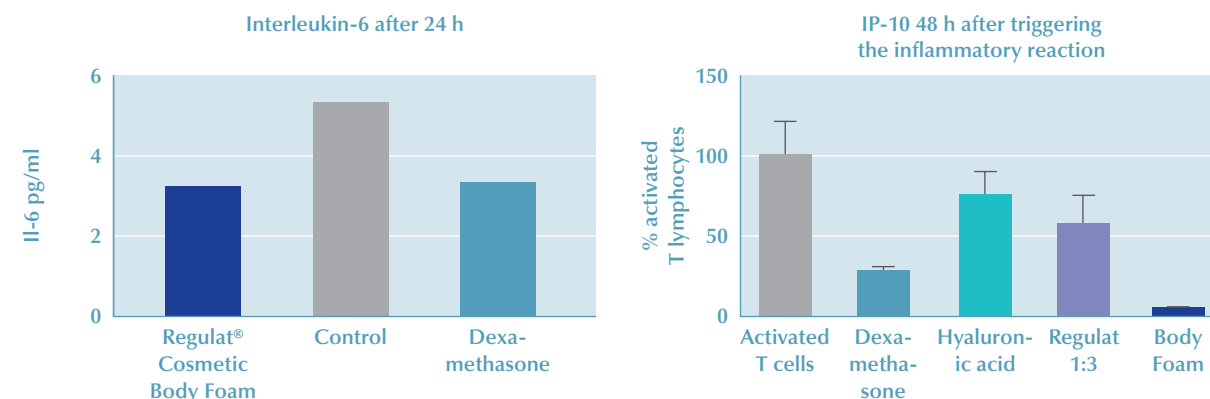 Interleukin-6 after 24 h
Il-6 pg/ml
6
4
2
0
Regulat®
Cosmetic
Body Foam
Control
Dexa-
methasone
IP-10 48 h after triggering
the inflammatory reaction
% activated
T lymphocytes
150
100
50
0
Activated
T cells
Dexa-
metha-
sone
Hyaluron-
ic acid
Regulat
1:3
Body
Foam